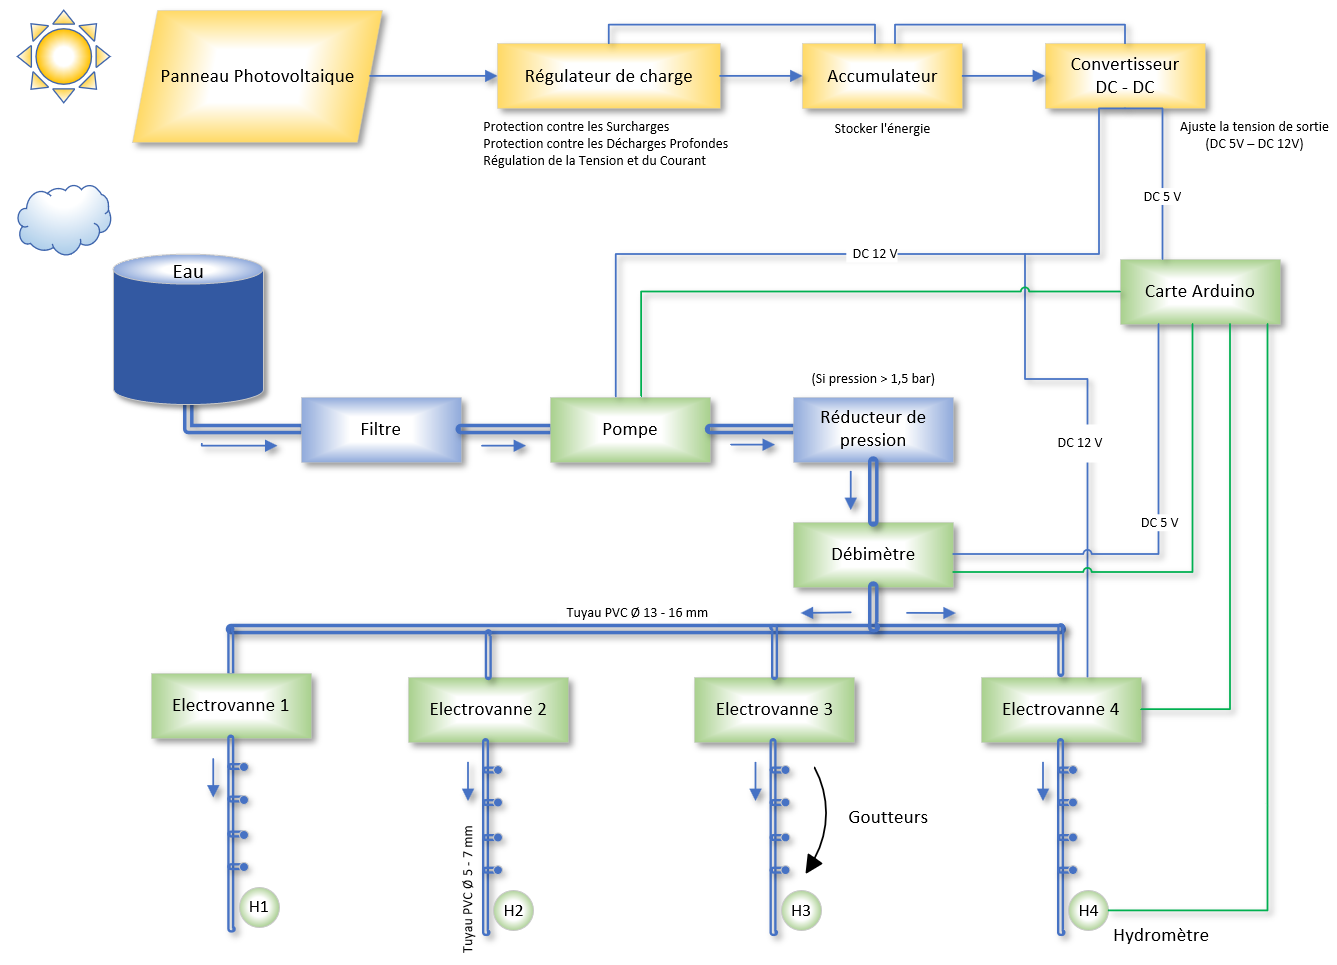 Panneau Photovoltaique
Régulateur de charge
Accumulateur
Convertisseur
DC - DC
Protection contre les Surcharges
Protection contre les Décharges Profondes
Régulation de la Tension et du Courant
Stocker l'énergie
Ajuste la tension de sortie
(DC 5V – DC 12V)
DC 5 V
DC 12 V
Eau
Carte Arduino
(Si pression > 1,5 bar)
Filtre
Pompe
Réducteur de
pression
DC 12 V
DC 5 V
Débimètre
Tuyau PVC Ø 13 - 16 mm
Electrovanne 1
Electrovanne 2
Electrovanne 3
Electrovanne 4
Goutteurs
Tuyau PVC Ø 5 - 7 mm
H1
H2
H3
H4
Hydromètre